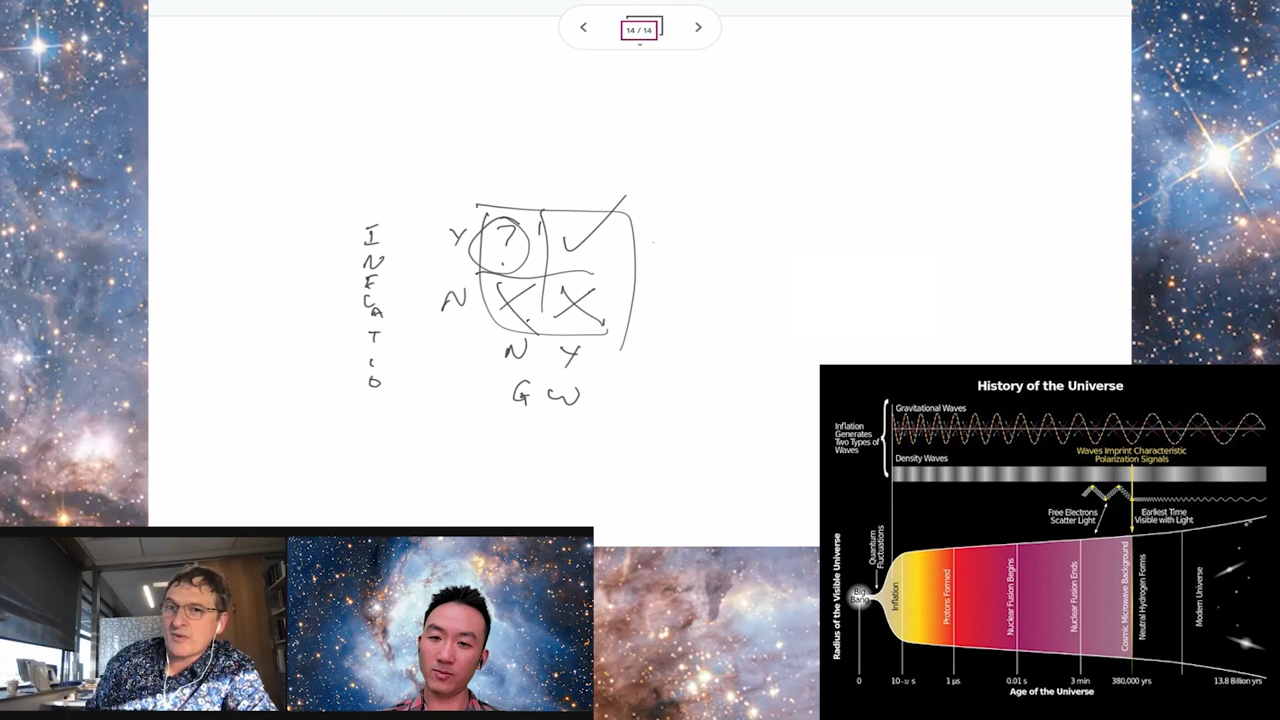 14 / 14
I
N
F
L
A
T
I
O
Y
?
N
N
Y
G W
History of the Universe
Inflation
Generates
Two Types of
Waves
Gravitational Waves
Density Waves
Waves Imprint Characteristic
Polarization Signals
Free Electrons
Scatter Light
Earliest Time
Visible with Light
Radius of the Visible Universe
Quantum
Fluctuations
Big
Bang
Inflation
Protons Formed
Nuclear Fusion Begins
Nuclear Fusion Ends
Cosmic Microwave Background
Neutral Hydrogen Forms
Modern Universe
0
10⁻³² s
1 µs
0.01 s
3 min
380,000 yrs
13.8 Billion yrs
Age of the Universe